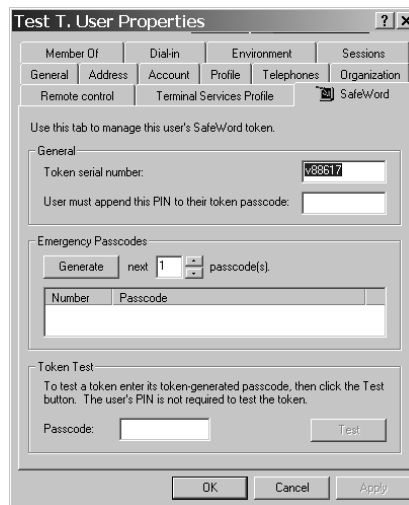 Test T. User Properties
? ×
Member Of Dial-in Environment Sessions
General Address Account Profile Telephones Organization
Remote control Terminal Services Profile SafeWord
Use this tab to manage this user's SafeWord token.
General
Token serial number: v88617
User must append this PIN to their token passcode:
Emergency Passcodes
Generate next 1 passcode(s).
Number Passcode
Token Test
To test a token enter its token-generated passcode, then click the Test
button. The user's PIN is not required to test the token.
Passcode: Test
OK Cancel Apply